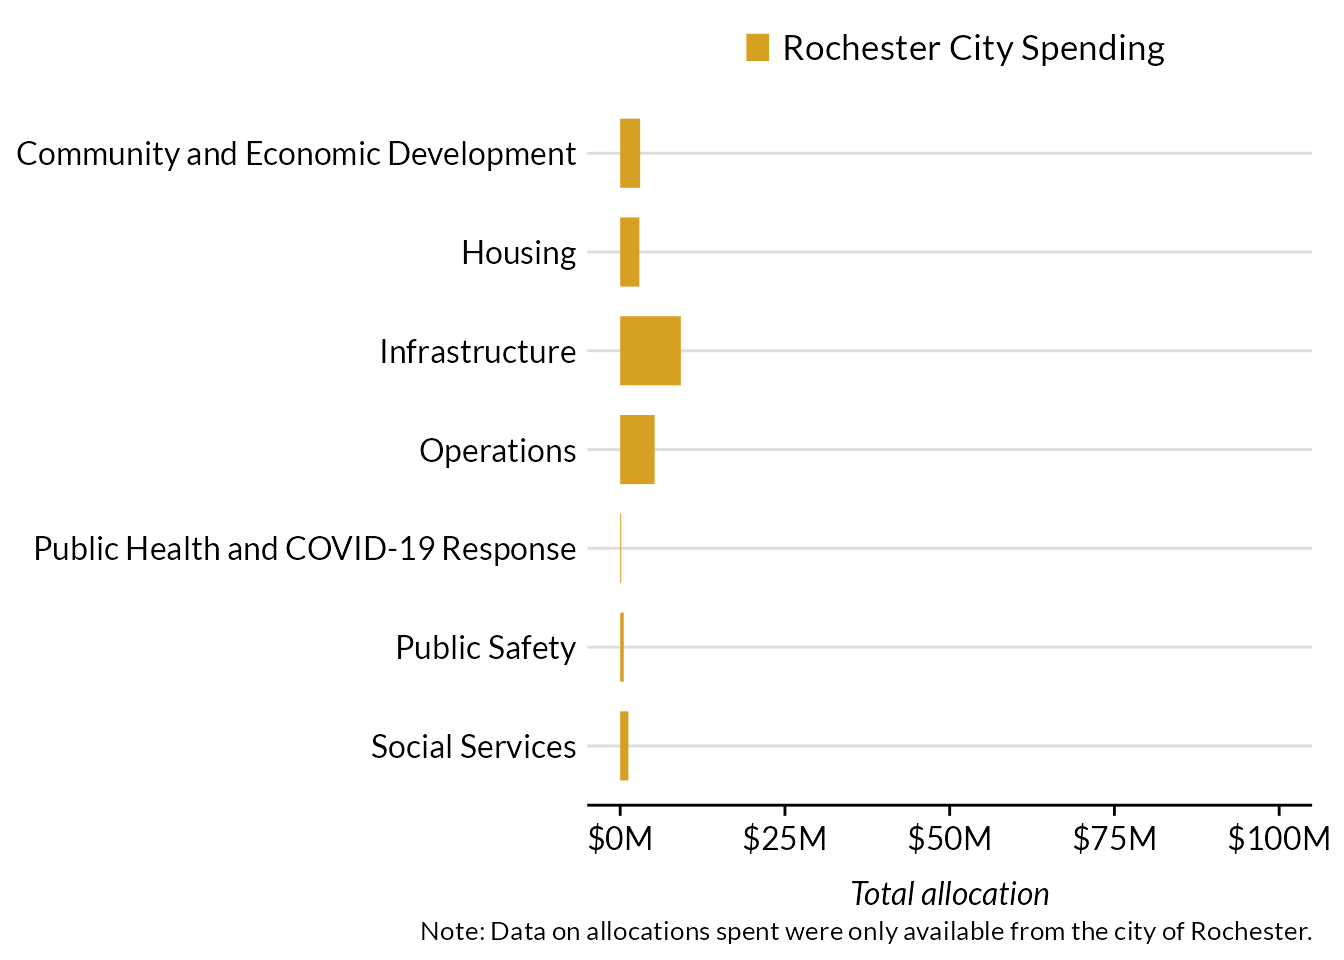 Rochester City Spending
Community and Economic Development
Housing
Infrastructure
Operations
Public Health and COVID-19 Response
Public Safety
Social Services
$0M $25M $50M $75M $100M
Total allocation
Note: Data on allocations spent were only available from the city of Rochester.